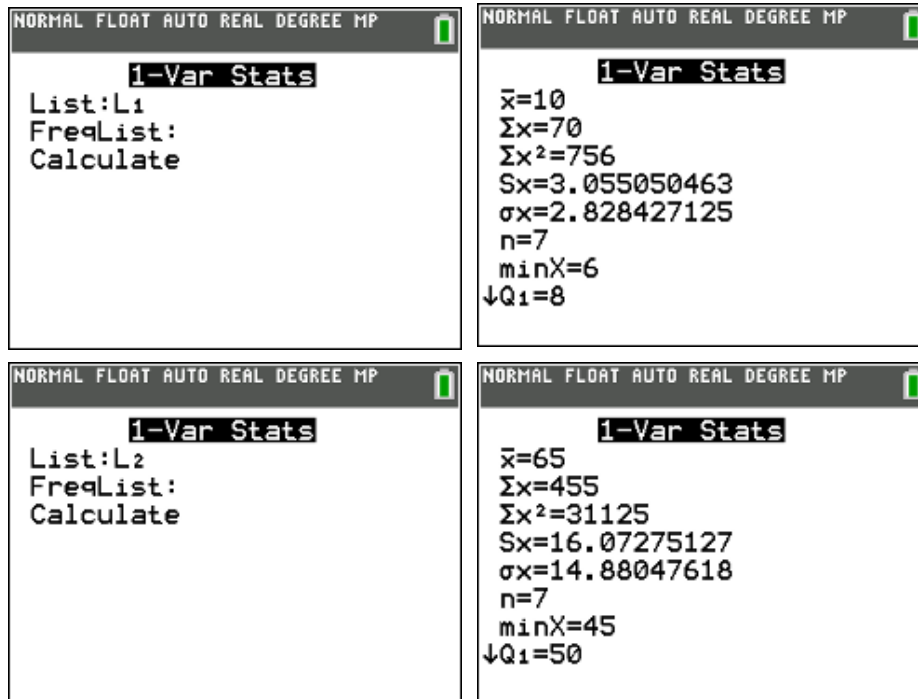 NORMAL FLOAT AUTO REAL DEGREE MP
1-Var Stats
List:L₁
FreqList:
Calculate
NORMAL FLOAT AUTO REAL DEGREE MP
1-Var Stats
x̄=10
Σx=70
Σx²=756
Sx=3.055050463
σx=2.828427125
n=7
minX=6
↓Q₁=8
NORMAL FLOAT AUTO REAL DEGREE MP
1-Var Stats
List:L₂
FreqList:
Calculate
NORMAL FLOAT AUTO REAL DEGREE MP
1-Var Stats
x̄=65
Σx=455
Σx²=31125
Sx=16.07275127
σx=14.88047618
n=7
minX=45
↓Q₁=50